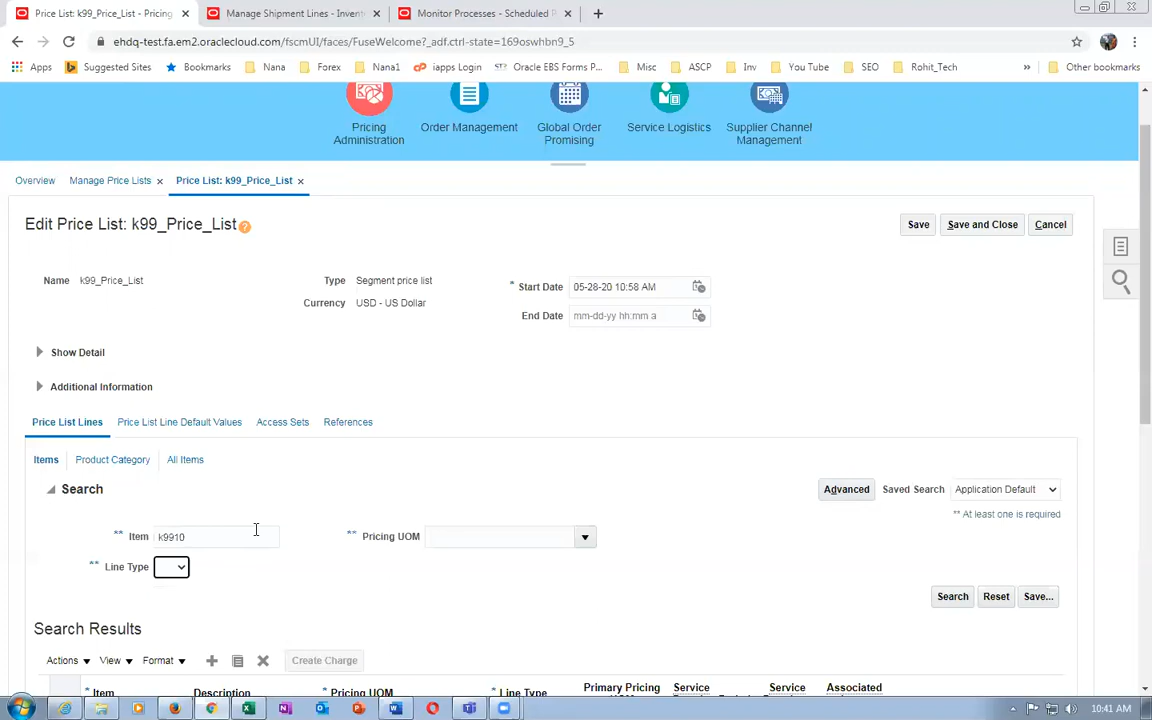 Price List: k99_Price_List - Pricing
Manage Shipment Lines - Invent
Monitor Processes - Scheduled P
ehdq-test.fa.em2.oraclecloud.com/fscmUI/faces/FuseWelcome?_adf.ctrl-state=169oswhbn9_5
Apps Suggested Sites Bookmarks Nana Forex Nana1 iapps Login Oracle EBS Forms P... Misc ASCP Inv You Tube SEO Rohit_Tech » Other bookmarks
Pricing Administration
Order Management
Global Order Promising
Service Logistics
Supplier Channel Management
Overview Manage Price Lists Price List: k99_Price_List
Edit Price List: k99_Price_List ?
Save Save and Close Cancel
Name k99_Price_List
Type Segment price list
* Start Date 05-28-20 10:58 AM
Currency USD - US Dollar
End Date mm-dd-yy hh:mm a
Show Detail
Additional Information
Price List Lines Price List Line Default Values Access Sets References
Items Product Category All Items
Search
Advanced Saved Search Application Default
** At least one is required
** Item k9910
** Pricing UOM
** Line Type
Search Reset Save...
Search Results
Actions View Format Create Charge
* Item Description * Pricing UOM * Line Type Primary Pricing Service Service Associated
10:41 AM